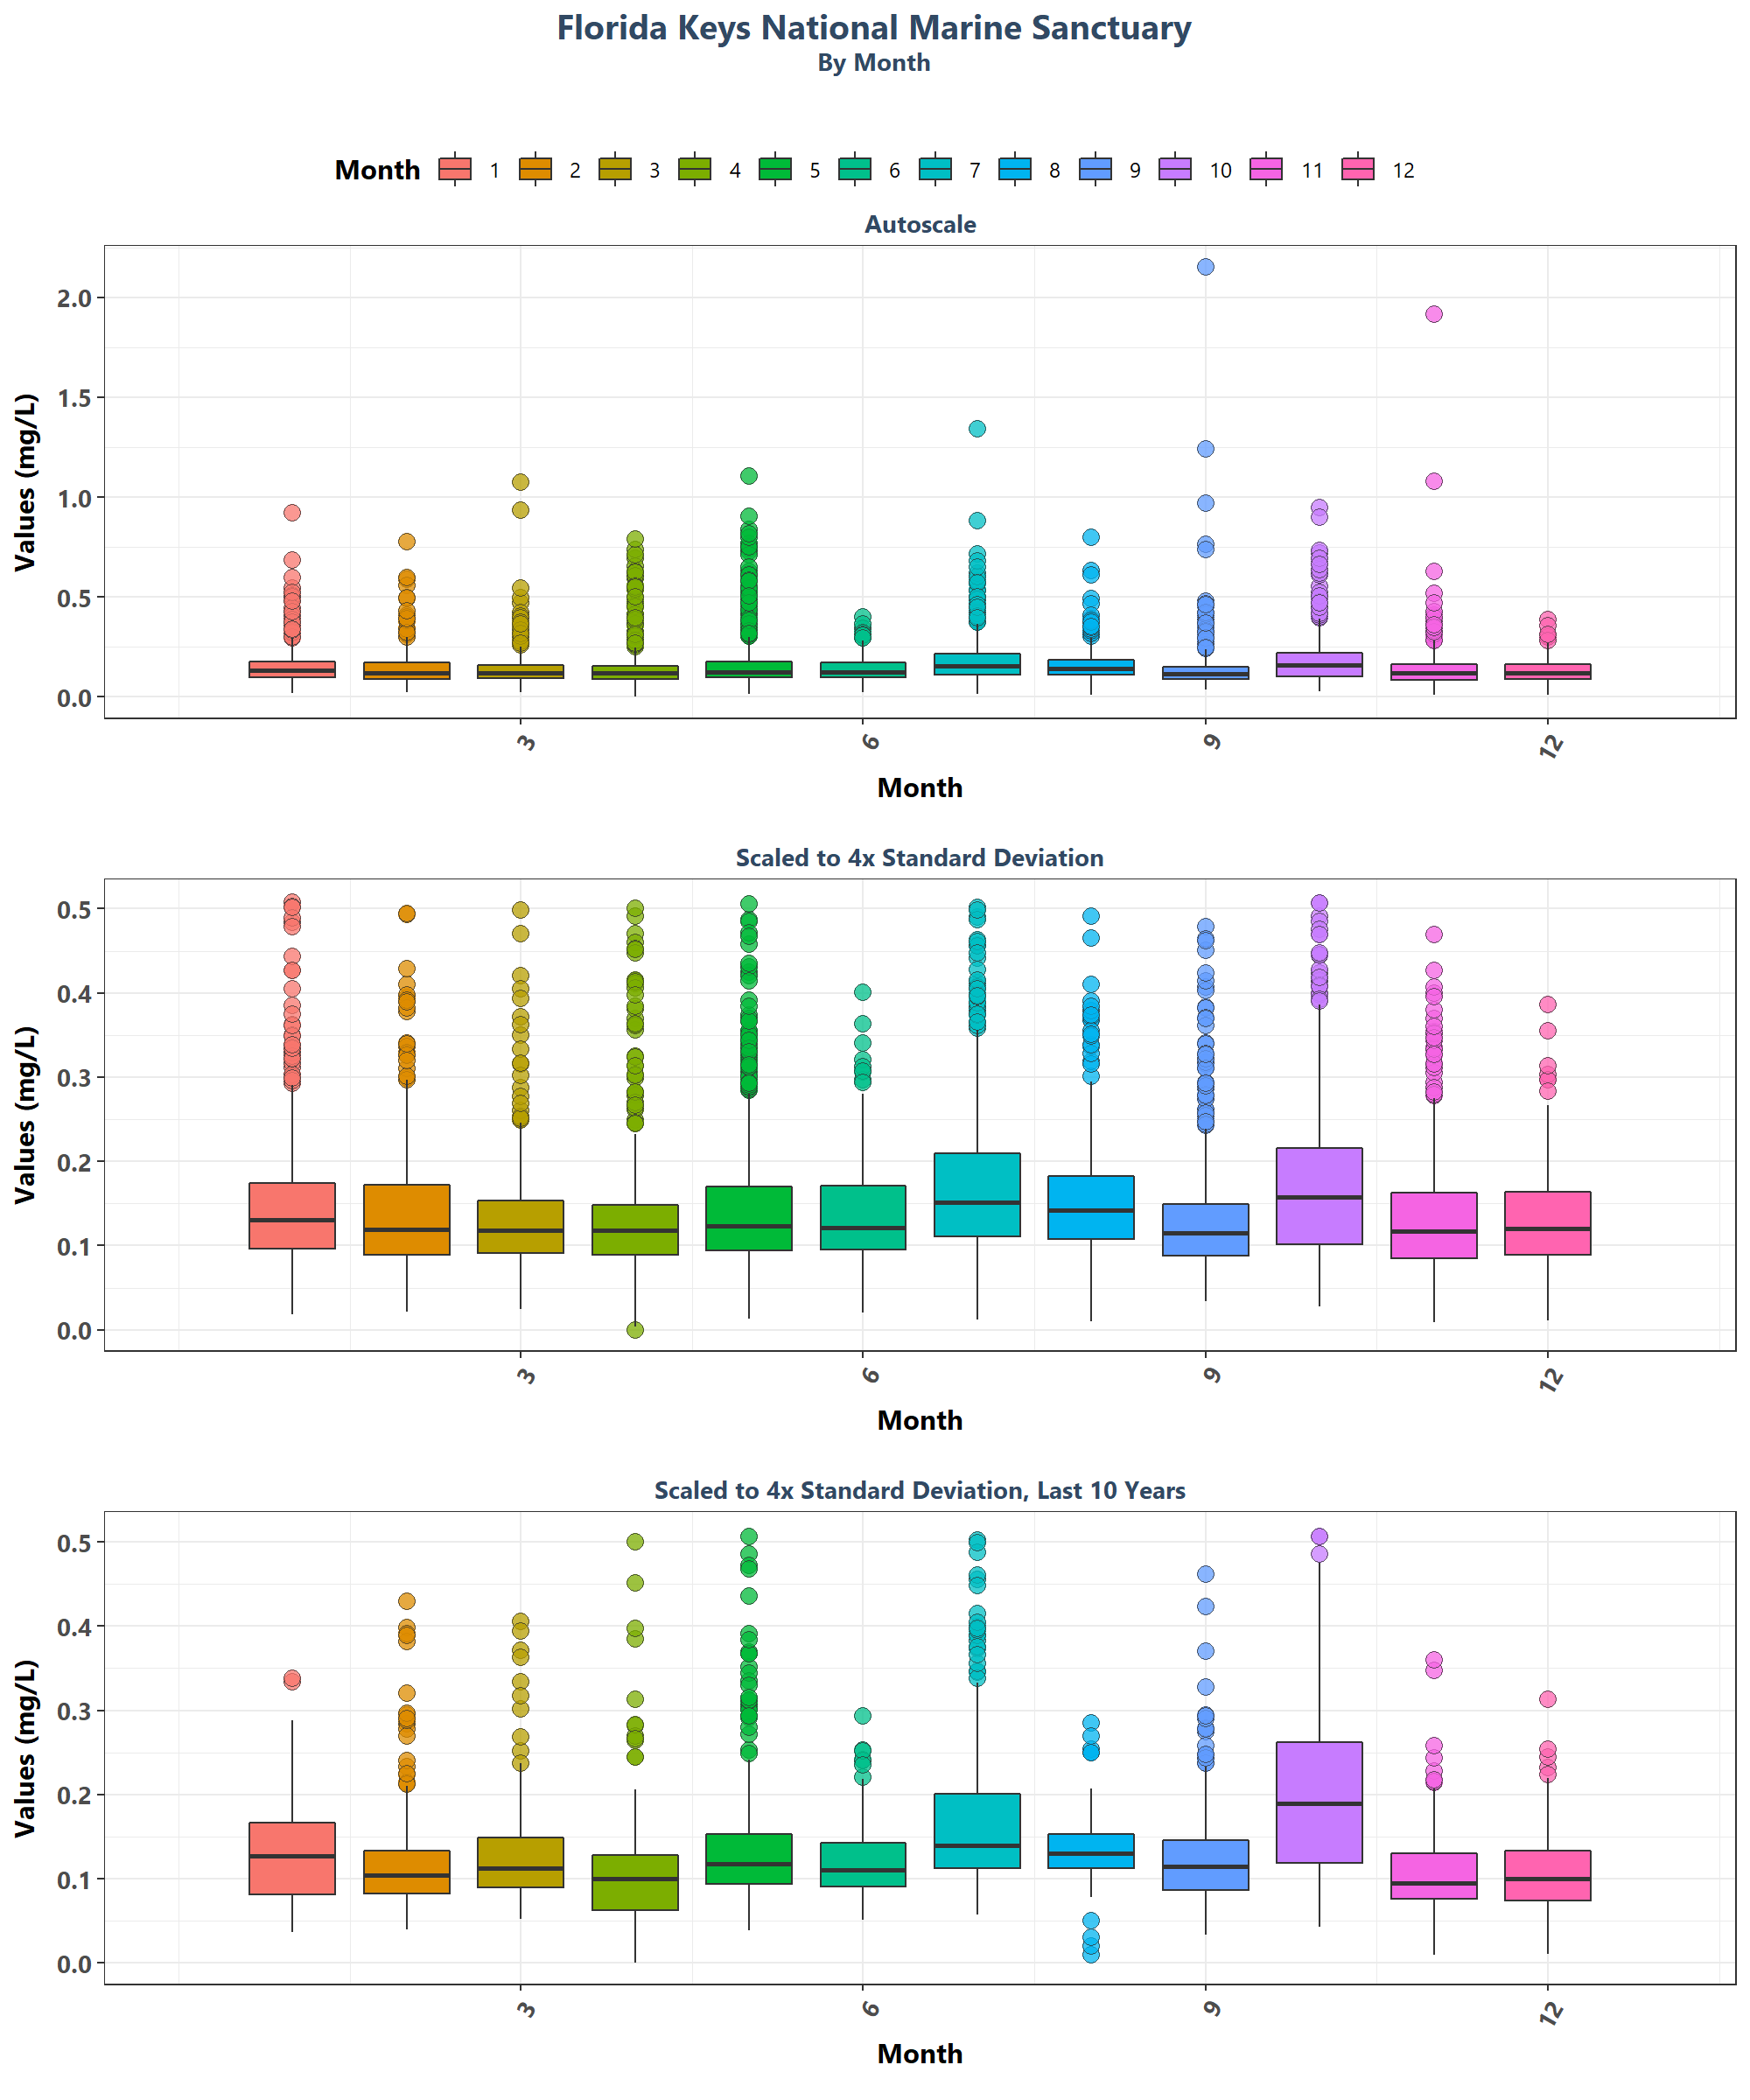 Florida Keys National Marine Sanctuary
By Month
Month 1 2 3 4 5 6 7 8 9 10 11 12
Autoscale
Values (mg/L)
2.0
1.5
1.0
0.5
0.0
3 6 9 12
Month
Scaled to 4x Standard Deviation
Values (mg/L)
0.5
0.4
0.3
0.2
0.1
0.0
3 6 9 12
Month
Scaled to 4x Standard Deviation, Last 10 Years
Values (mg/L)
0.5
0.4
0.3
0.2
0.1
0.0
3 6 9 12
Month